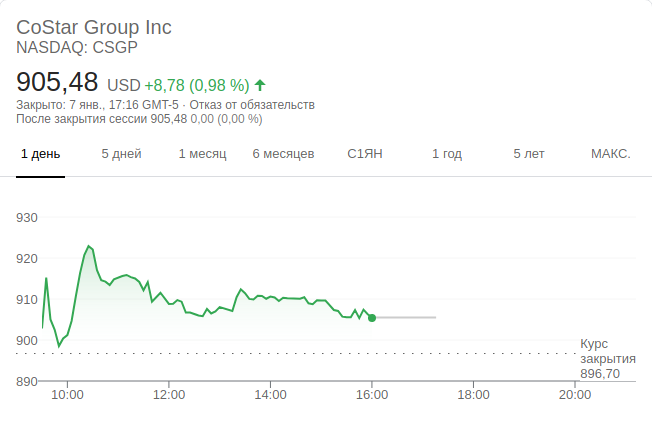 CoStar Group Inc
NASDAQ: CSGP
905,48 USD +8,78 (0,98 %)
Закрыто: 7 янв., 17:16 GMT-5 · Отказ от обязательств
После закрытия сессии 905,48 0,00 (0,00 %)
1 день 5 дней 1 месяц 6 месяцев С1ЯН 1 год 5 лет МАКС.
930
920
910
900
Курс
закрытия
896,70
890
10:00 12:00 14:00 16:00 18:00 20:00